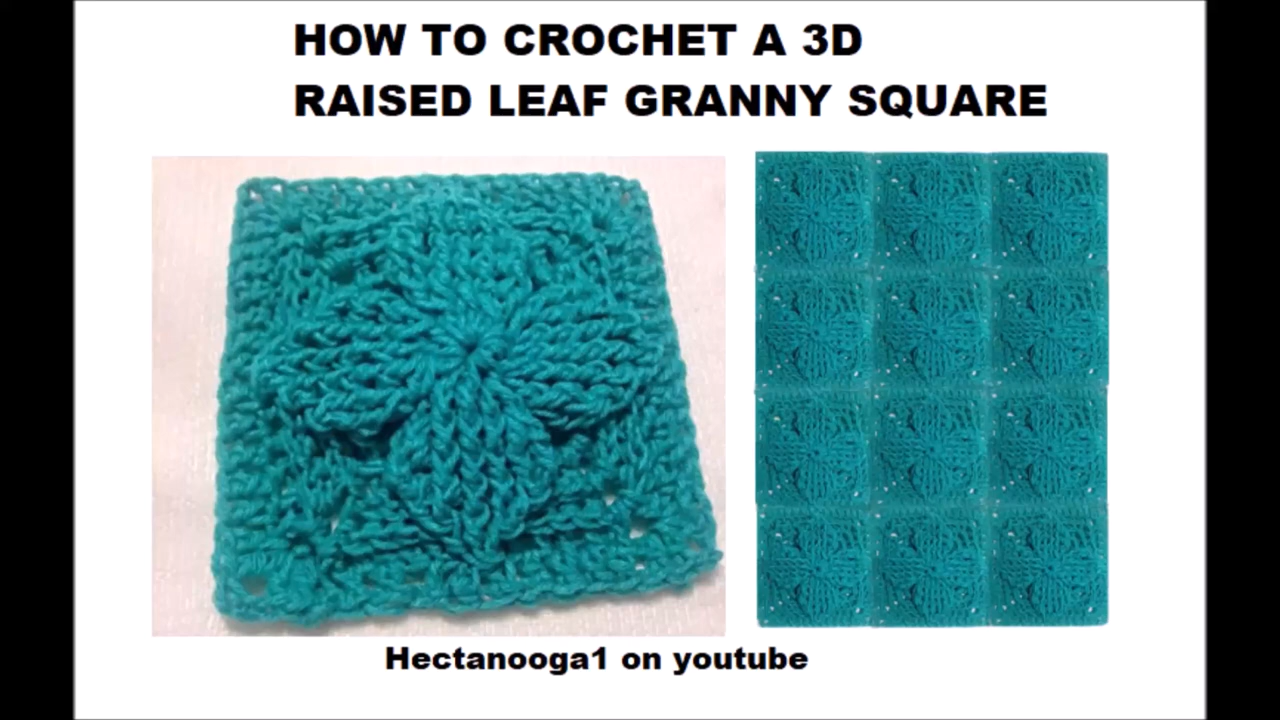 HOW TO CROCHET A 3D
RAISED LEAF GRANNY SQUARE
Hectanooga1 on youtube